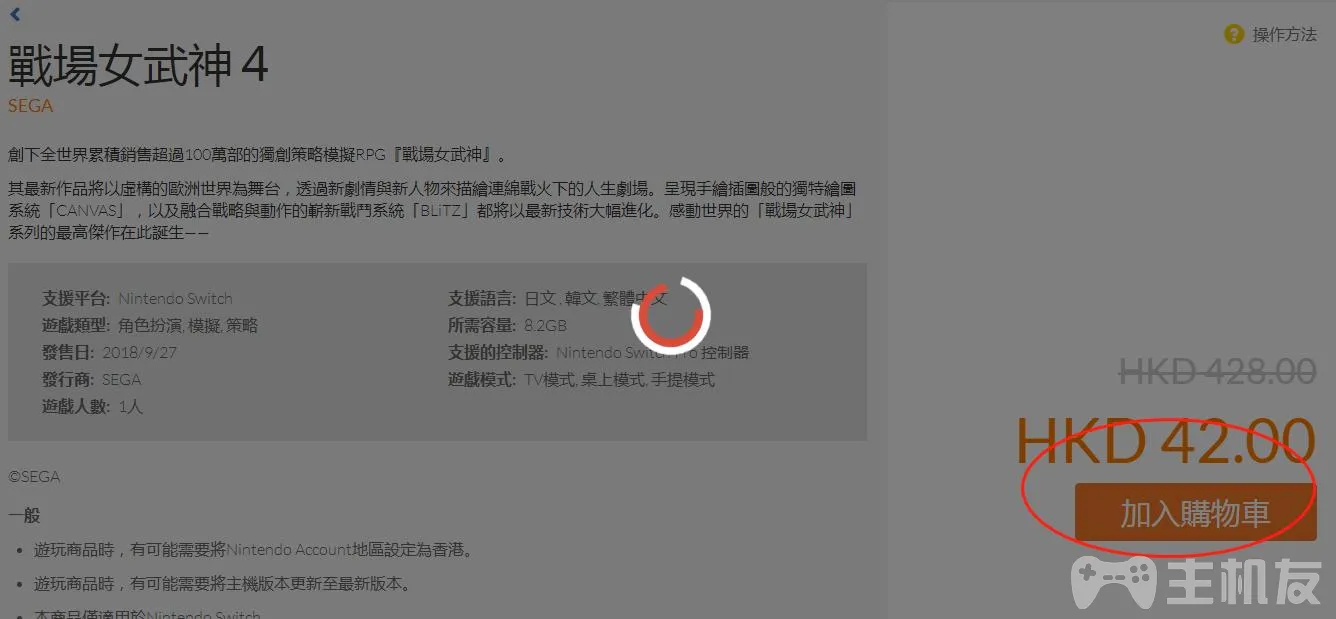 操作方法
戰場女武神 4
SEGA
創下全世界累積銷售超過100萬部的獨創策略模擬RPG『戰場女武神』。
其最新作品將以虛構的歐洲世界為舞台，透過新劇情與新人物來描繪連綿戰火下的人生劇場。呈現手繪插圖般的獨特繪圖
系統「CANVAS」，以及融合戰略與動作的嶄新戰鬥系統「BLiTZ」都將以最新技術大幅進化。感動世界的「戰場女武神」
系列的最高傑作在此誕生——
支援平台: Nintendo Switch
遊戲類型: 角色扮演, 模擬, 策略
發售日: 2018/9/27
發行商: SEGA
遊戲人數: 1人
支援語言: 日文, 韓文, 繁體中文
所需容量: 8.2GB
支援的控制器: Nintendo Switch Pro 控制器
遊戲模式: TV模式, 桌上模式, 手提模式
HKD 428.00
HKD 42.00
加入購物車
©SEGA
一般
• 遊玩商品時，有可能需要將Nintendo Account地區設定為香港。
• 遊玩商品時，有可能需要將主機版本更新至最新版本。
• 本商品僅適用於Nintendo Switch
主机友